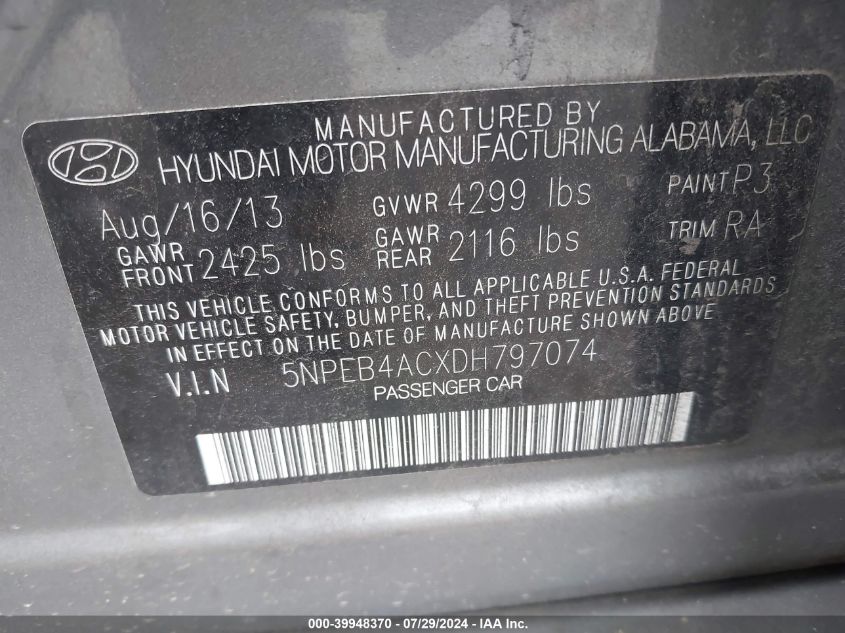 MANUFACTURED BY
HYUNDAI MOTOR MANUFACTURING ALABAMA, LLC
Aug/16/13 GVWR 4299 lbs PAINT P3
GAWR FRONT 2425 lbs GAWR REAR 2116 lbs TRIM RA
THIS VEHICLE CONFORMS TO ALL APPLICABLE U.S.A. FEDERAL
MOTOR VEHICLE SAFETY, BUMPER, AND THEFT PREVENTION STANDARDS
IN EFFECT ON THE DATE OF MANUFACTURE SHOWN ABOVE
V.I.N 5NPEB4ACXDH797074
PASSENGER CAR
000-39948370 - 07/29/2024 - IAA Inc.